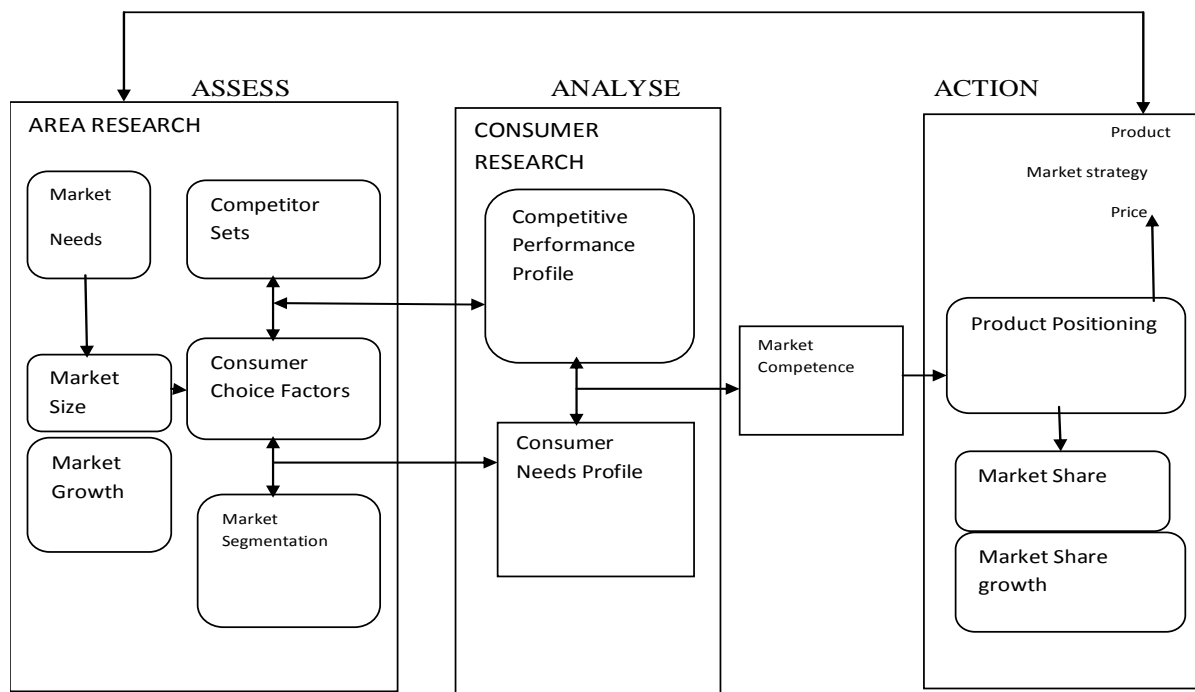 ASSESS
AREA RESEARCH
Market
Needs
Competitor
Sets
Market
Size
Consumer
Choice Factors
Market
Growth
Market
Segmentation
ANALYSE
CONSUMER
RESEARCH
Competitive
Performance
Profile
Consumer
Needs Profile
Market
Competence
ACTION
Product
Market strategy
Price
Product Positioning
Market Share
Market Share
growth